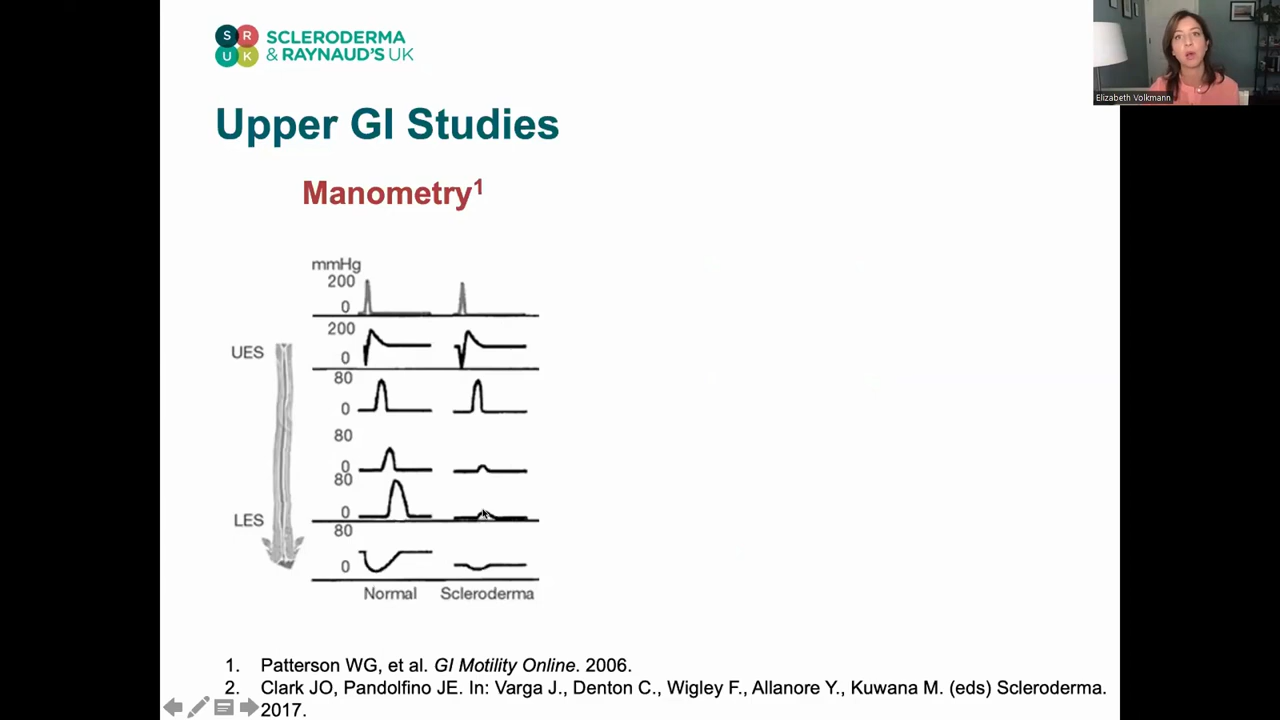 S R
U K
SCLERODERMA
& RAYNAUD'S UK
Elizabeth Volkmann
Upper GI Studies
Manometry1
mmHg
200
0
200
UES
0
80
0
80
0
80
LES
0
80
0
Normal Scleroderma
1. Patterson WG, et al. GI Motility Online. 2006.
2. Clark JO, Pandolfino JE. In: Varga J., Denton C., Wigley F., Allanore Y., Kuwana M. (eds) Scleroderma.
2017.